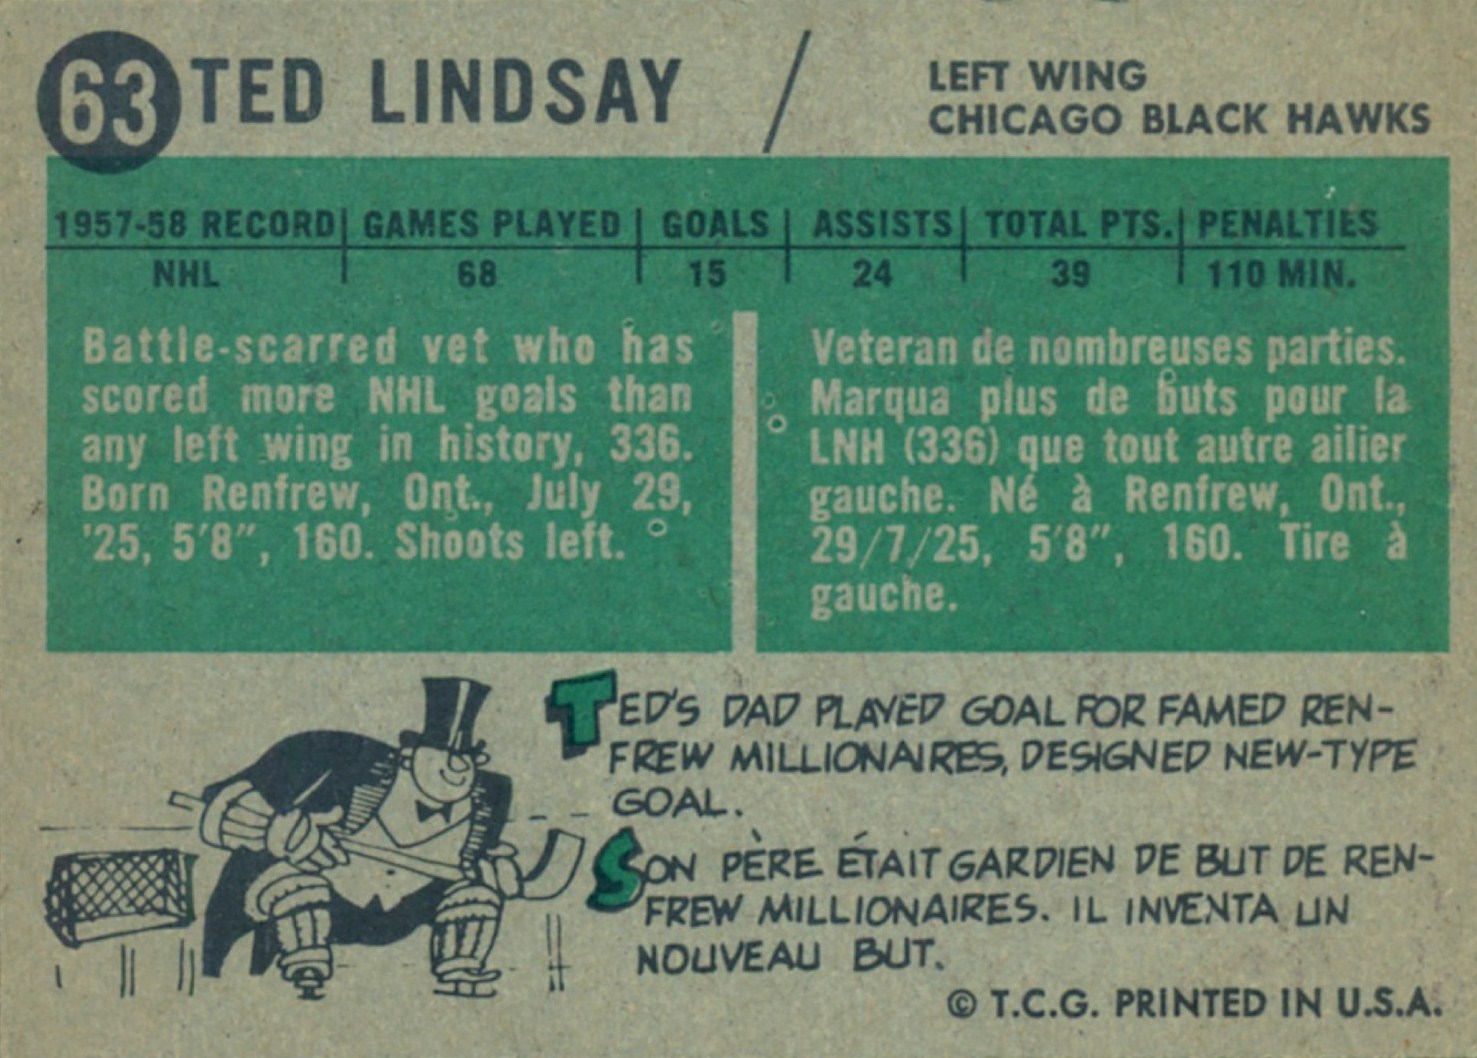 63 TED LINDSAY / LEFT WING
CHICAGO BLACK HAWKS
1957-58 RECORD GAMES PLAYED GOALS ASSISTS TOTAL PTS. PENALTIES
NHL 68 15 24 39 110 MIN.
Battle-scarred vet who has
scored more NHL goals than
any left wing in history, 336.
Born Renfrew, Ont., July 29,
'25, 5'8", 160. Shoots left.
Veteran de nombreuses parties.
Marqua plus de buts pour la
LNH (336) que tout autre ailier
gauche. Né à Renfrew, Ont.,
29/7/25, 5'8", 160. Tire à
gauche.
TED'S DAD PLAYED GOAL FOR FAMED REN-
FREW MILLIONAIRES, DESIGNED NEW-TYPE
GOAL.
SON PÈRE ÉTAIT GARDIEN DE BUT DE REN-
FREW MILLIONAIRES. IL INVENTA UN
NOUVEAU BUT.
© T.C.G. PRINTED IN U.S.A.